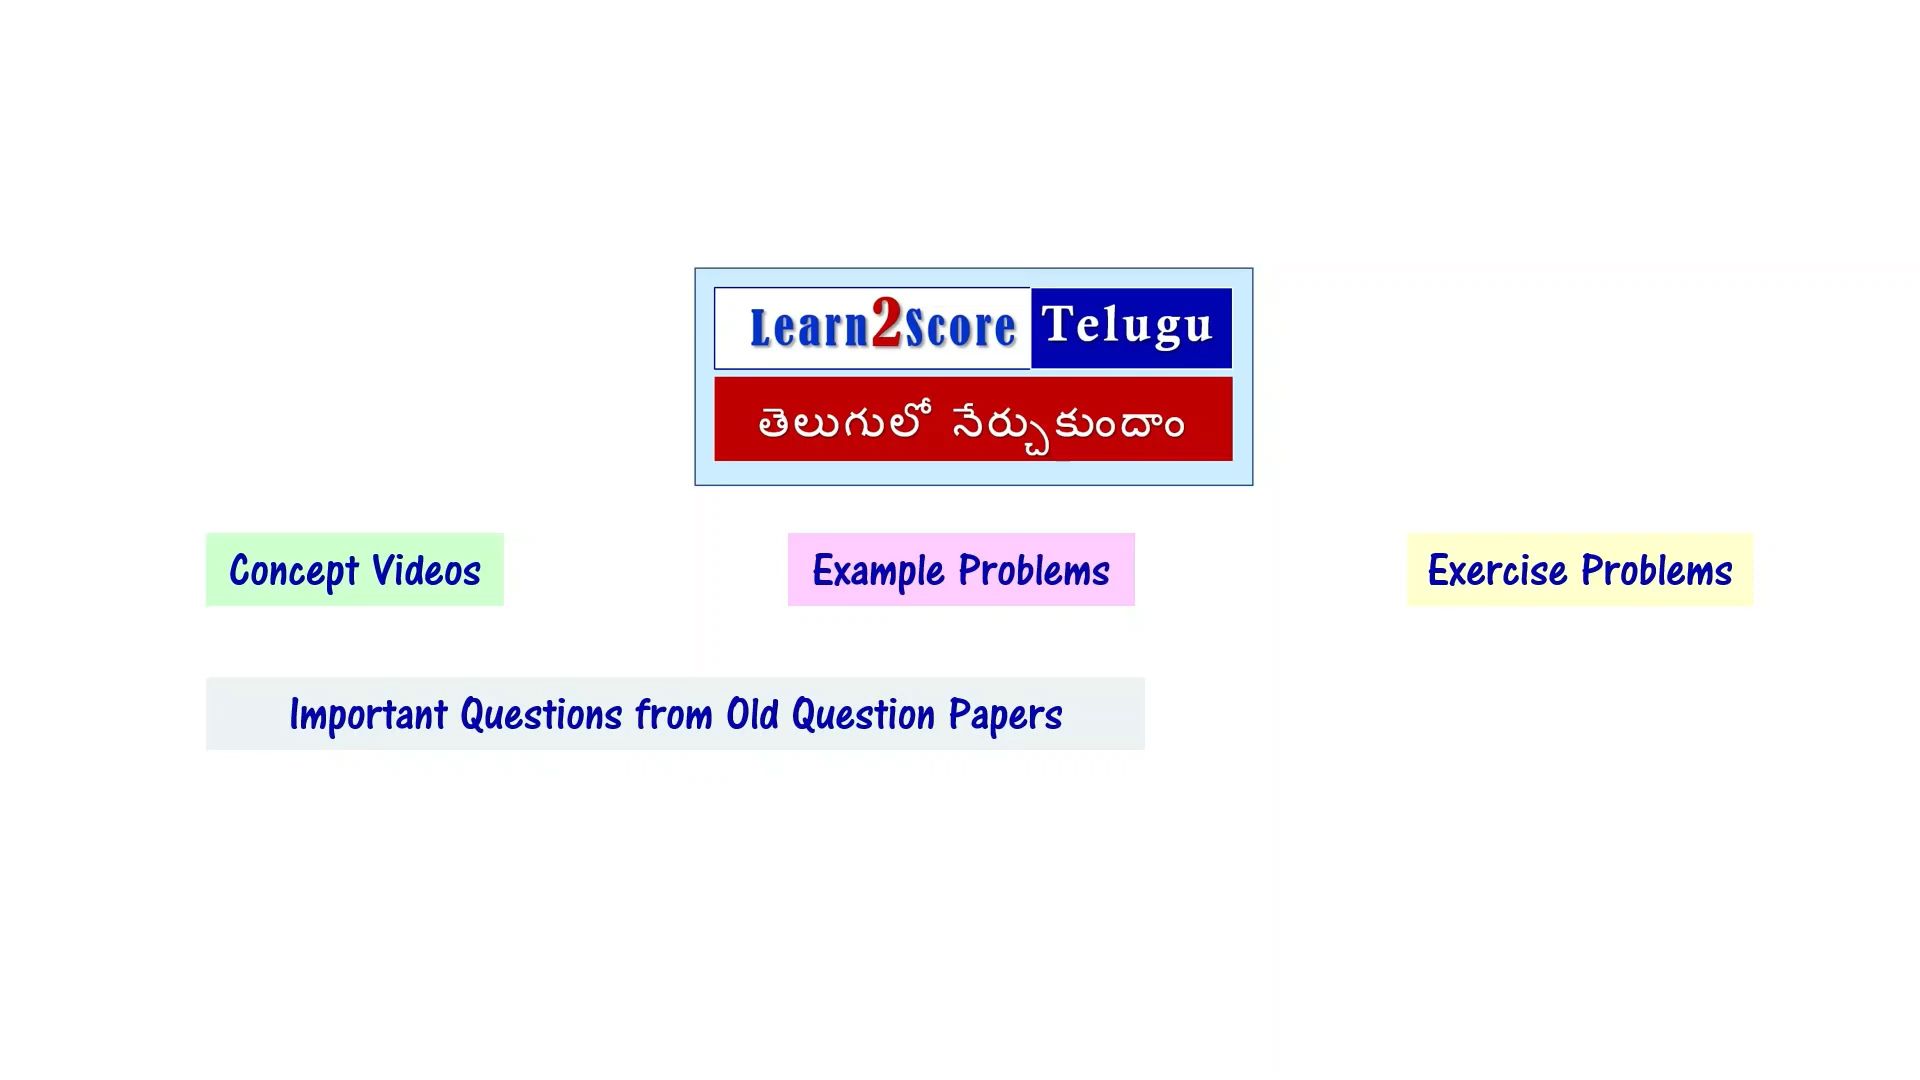 Learn2Score Telugu
తెలుగులో నేర్చుకుందాం
Concept Videos
Example Problems
Exercise Problems
Important Questions from Old Question Papers